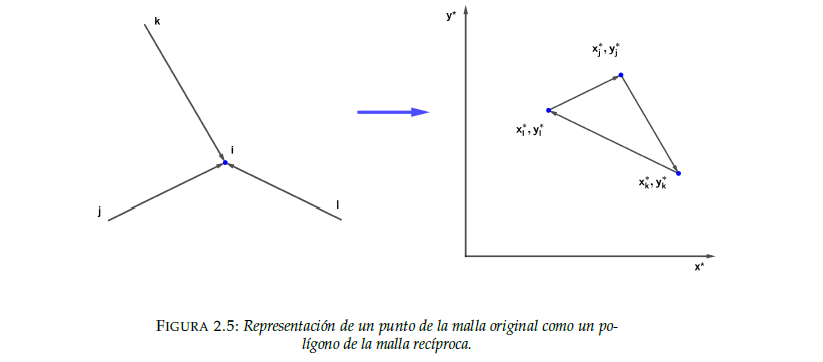 k
y*
x*j, y*j
i
x*i, y*i
l
x*k, y*k
j
x*
FIGURA 2.5: Representación de un punto de la malla original como un po-
lígono de la malla recíproca.